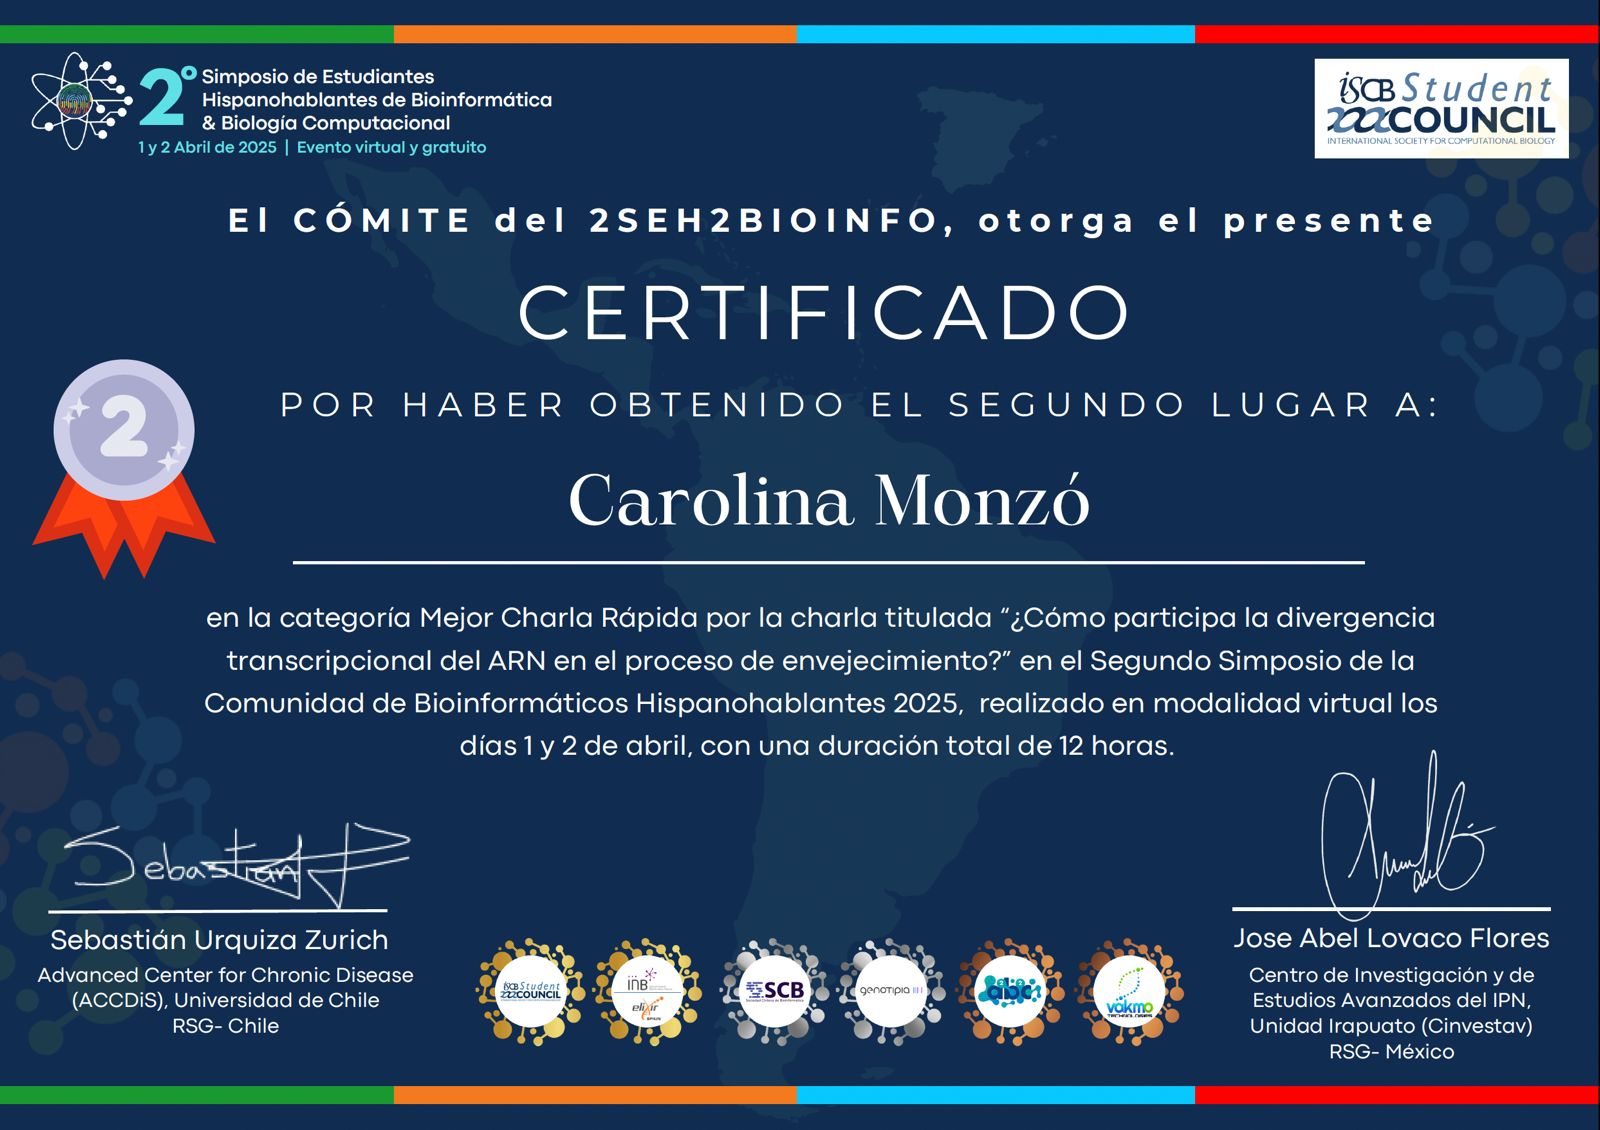 2° Simposio de Estudiantes
Hispanohablantes de Bioinformática
& Biología Computacional
1 y 2 Abril de 2025 | Evento virtual y gratuito
iSCB Student
COUNCIL
INTERNATIONAL SOCIETY FOR COMPUTATIONAL BIOLOGY
El CÓMITE del 2SEH2BIOINFO, otorga el presente
CERTIFICADO
POR HABER OBTENIDO EL SEGUNDO LUGAR A:
2
Carolina Monzó
en la categoría Mejor Charla Rápida por la charla titulada “¿Cómo participa la divergencia
transcripcional del ARN en el proceso de envejecimiento?” en el Segundo Simposio de la
Comunidad de Bioinformáticos Hispanohablantes 2025, realizado en modalidad virtual los
días 1 y 2 de abril, con una duración total de 12 horas.
Sebastian
Sebastián Urquiza Zurich
Advanced Center for Chronic Disease
(ACCDiS), Universidad de Chile
RSG- Chile
iSCB Student
COUNCIL
INB
elixir
SPAIN
SCB
genotipia
abc
vakmo
TECHNOLOGIES
Jose Abel Lovaco Flores
Centro de Investigación y de
Estudios Avanzados del IPN,
Unidad Irapuato (Cinvestav)
RSG- México